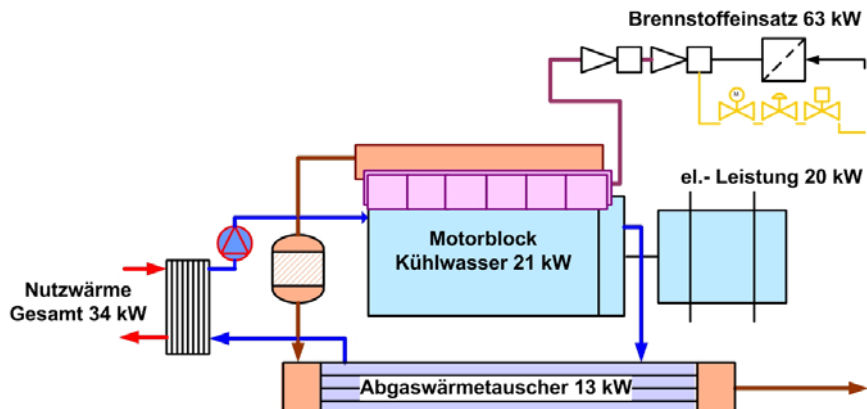 Brennstoffeinsatz 63 kW
M
el.- Leistung 20 kW
Motorblock
Kühlwasser 21 kW
Nutzwärme
Gesamt 34 kW
Abgaswärmetauscher 13 kW